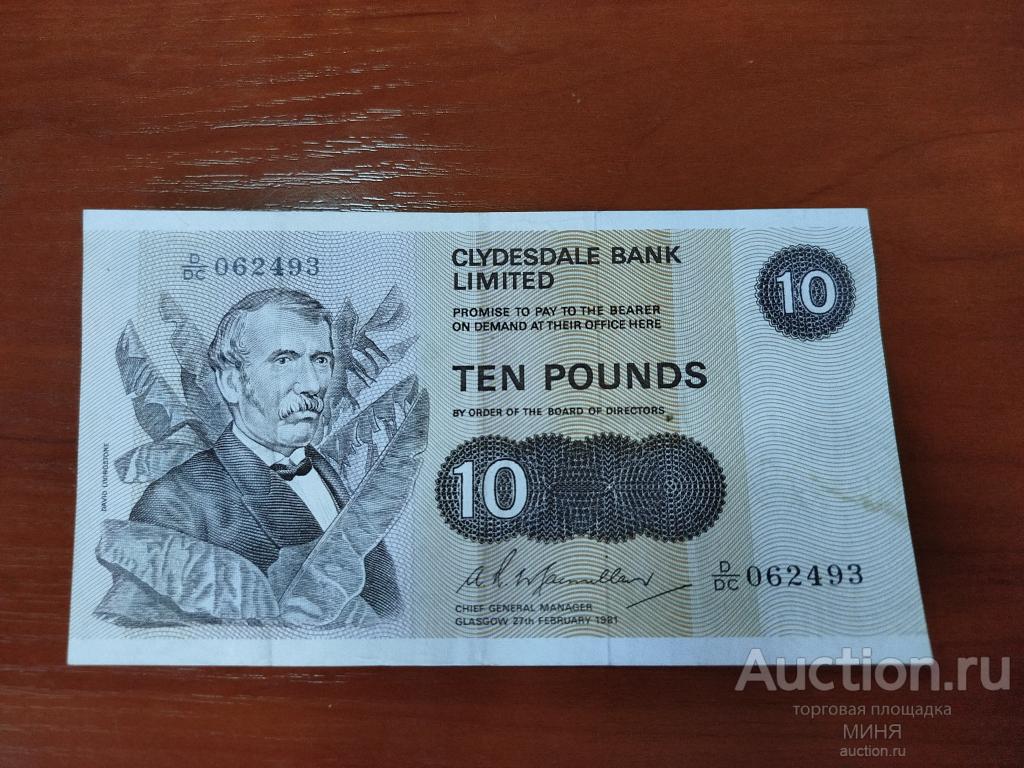 D/DC 062493
CLYDESDALE BANK
LIMITED
PROMISE TO PAY TO THE BEARER
ON DEMAND AT THEIR OFFICE HERE
10
TEN POUNDS
BY ORDER OF THE BOARD OF DIRECTORS
DAVID LIVINGSTONE
10
D/DC 062493
CHIEF GENERAL MANAGER
GLASGOW 27th FEBRUARY 1981
Auction.ru
торговая площадка
МИНЯ
auction.ru